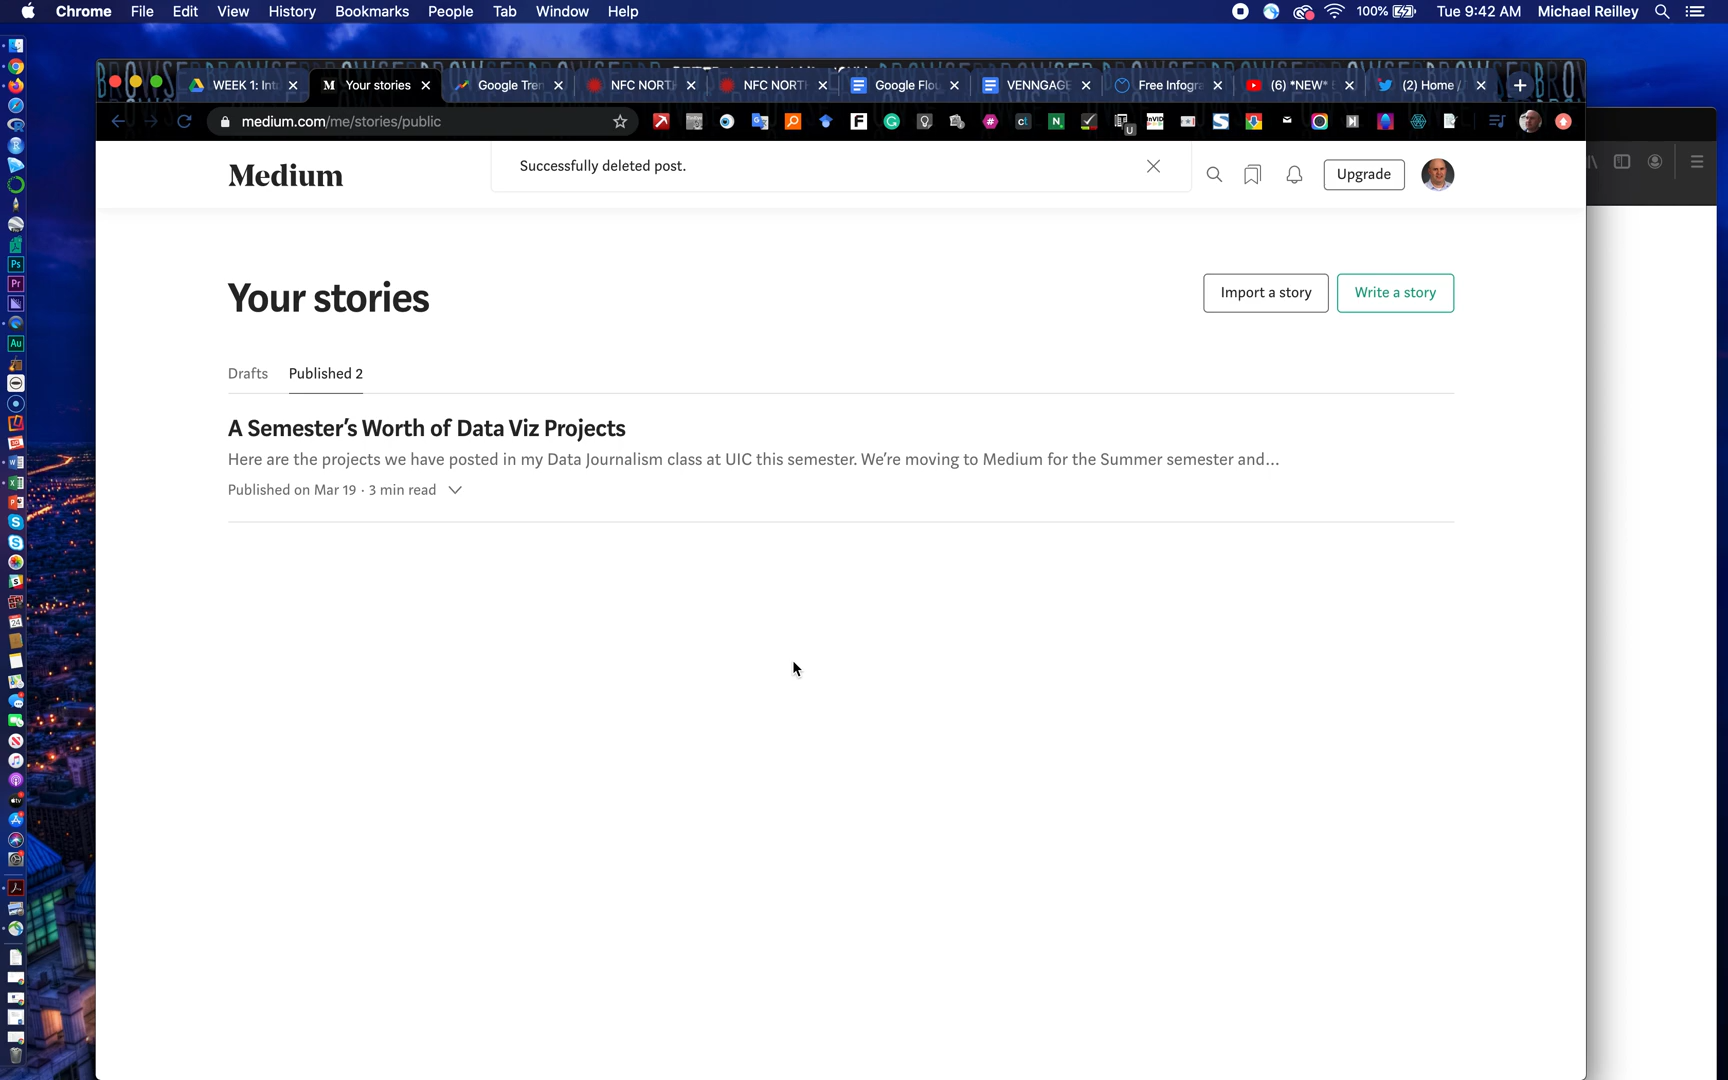 Chrome File Edit View History Bookmarks People Tab Window Help 100% Tue 9:42 AM Michael Reilley
WEEK 1: Int Your stories Google Tren NFC NORT NFC NORT Google Flou VENNGAGE Free Infogra (6) *NEW* (2) Home /
medium.com/me/stories/public
Medium
Successfully deleted post.
Upgrade
Your stories
Import a story
Write a story
Drafts Published 2
A Semester's Worth of Data Viz Projects
Here are the projects we have posted in my Data Journalism class at UIC this semester. We're moving to Medium for the Summer semester and...
Published on Mar 19 · 3 min read